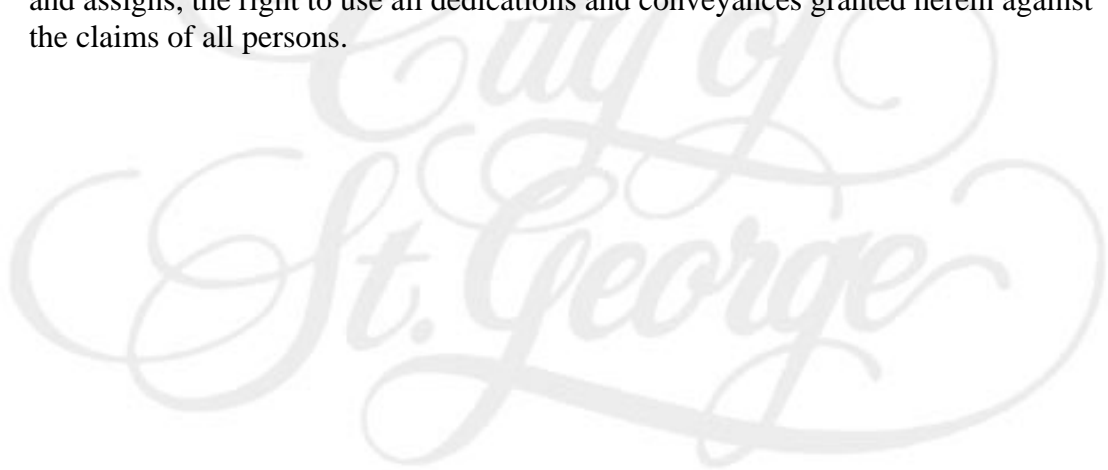 and assigns, the right to use all dedications and conveyances granted herein against
the claims of all persons.
City of
St. George